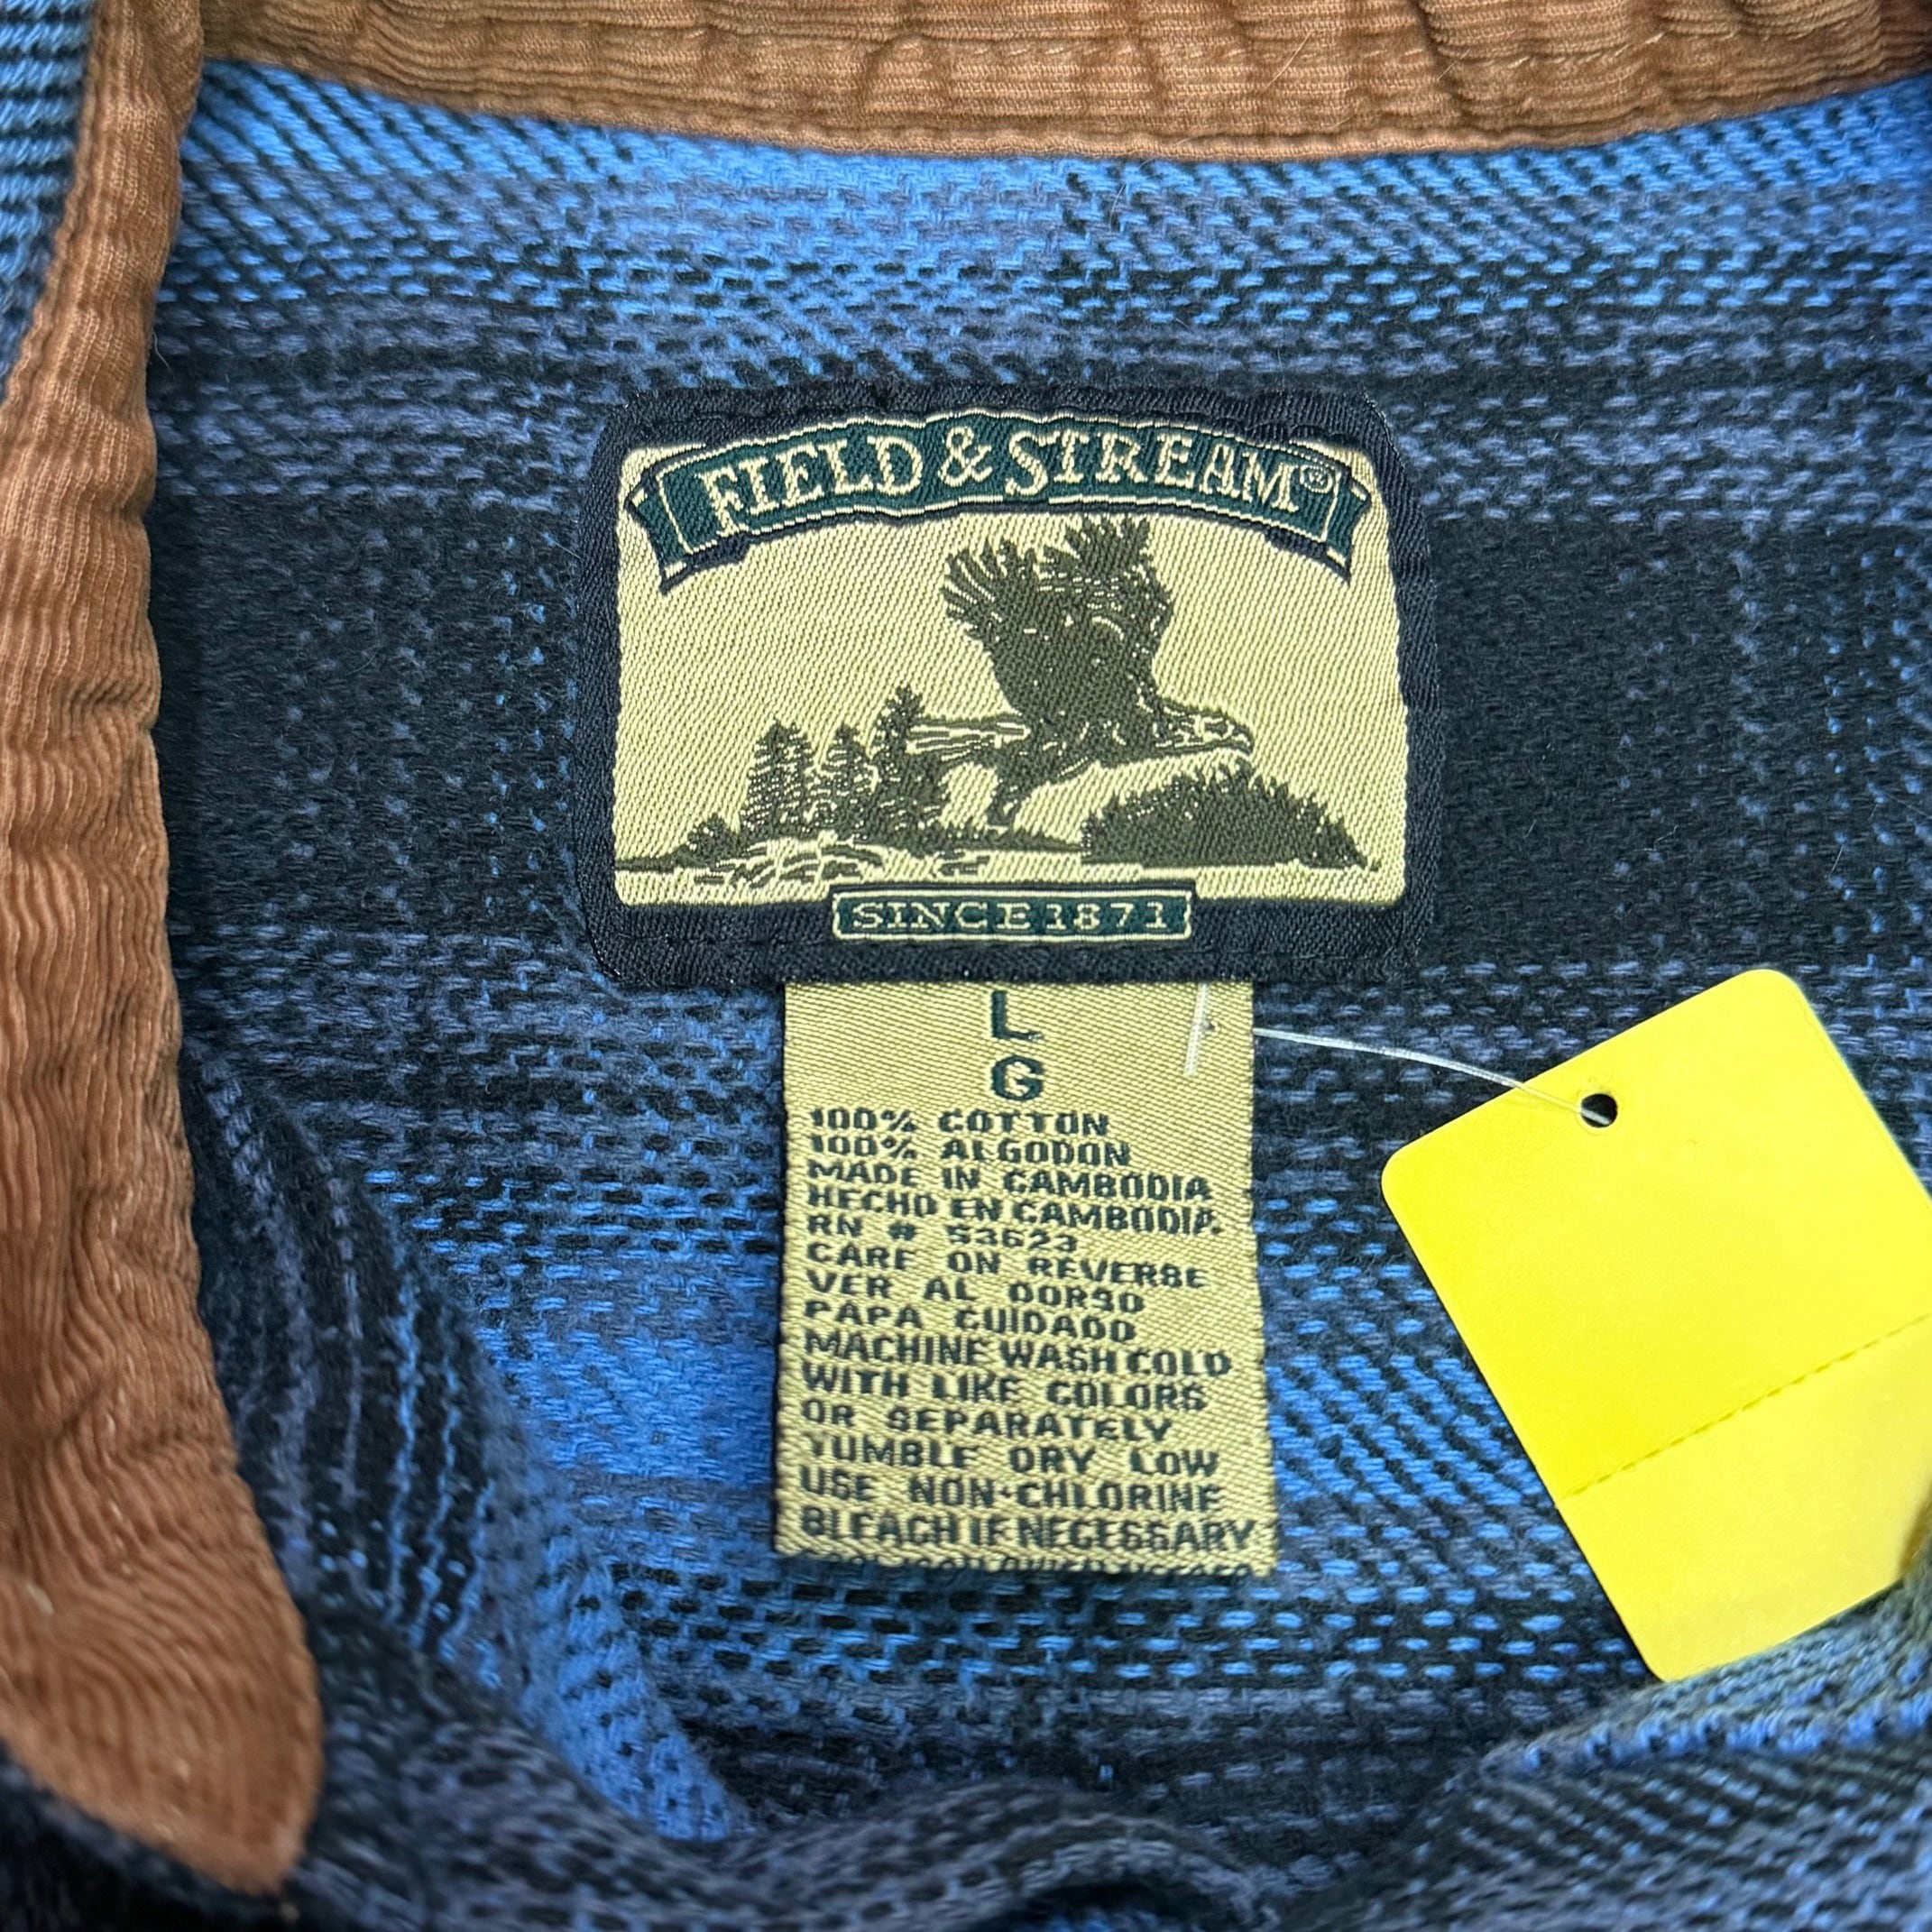 FIELD & STREAM®
SINCE 1871
L
G
100% COTTON
100% ALGODON
MADE IN CAMBODIA
HECHO EN CAMBODIA
RN # 53623
CARE ON REVERSE
VER AL DORSO
PAPA CUIDADO
MACHINE WASH COLD
WITH LIKE COLORS
OR SEPARATELY
TUMBLE DRY LOW
USE NON-CHLORINE
BLEACH IF NECESSARY